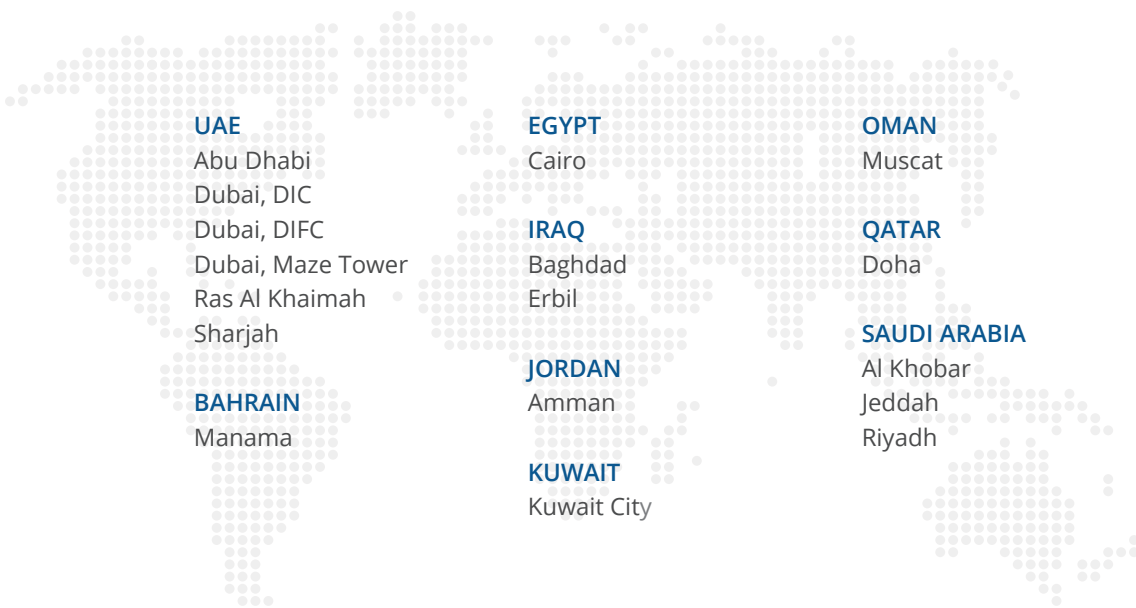 UAE
Abu Dhabi
Dubai, DIC
Dubai, DIFC
Dubai, Maze Tower
Ras Al Khaimah
Sharjah
BAHRAIN
Manama
EGYPT
Cairo
IRAQ
Baghdad
Erbil
JORDAN
Amman
KUWAIT
Kuwait City
OMAN
Muscat
QATAR
Doha
SAUDI ARABIA
Al Khobar
Jeddah
Riyadh